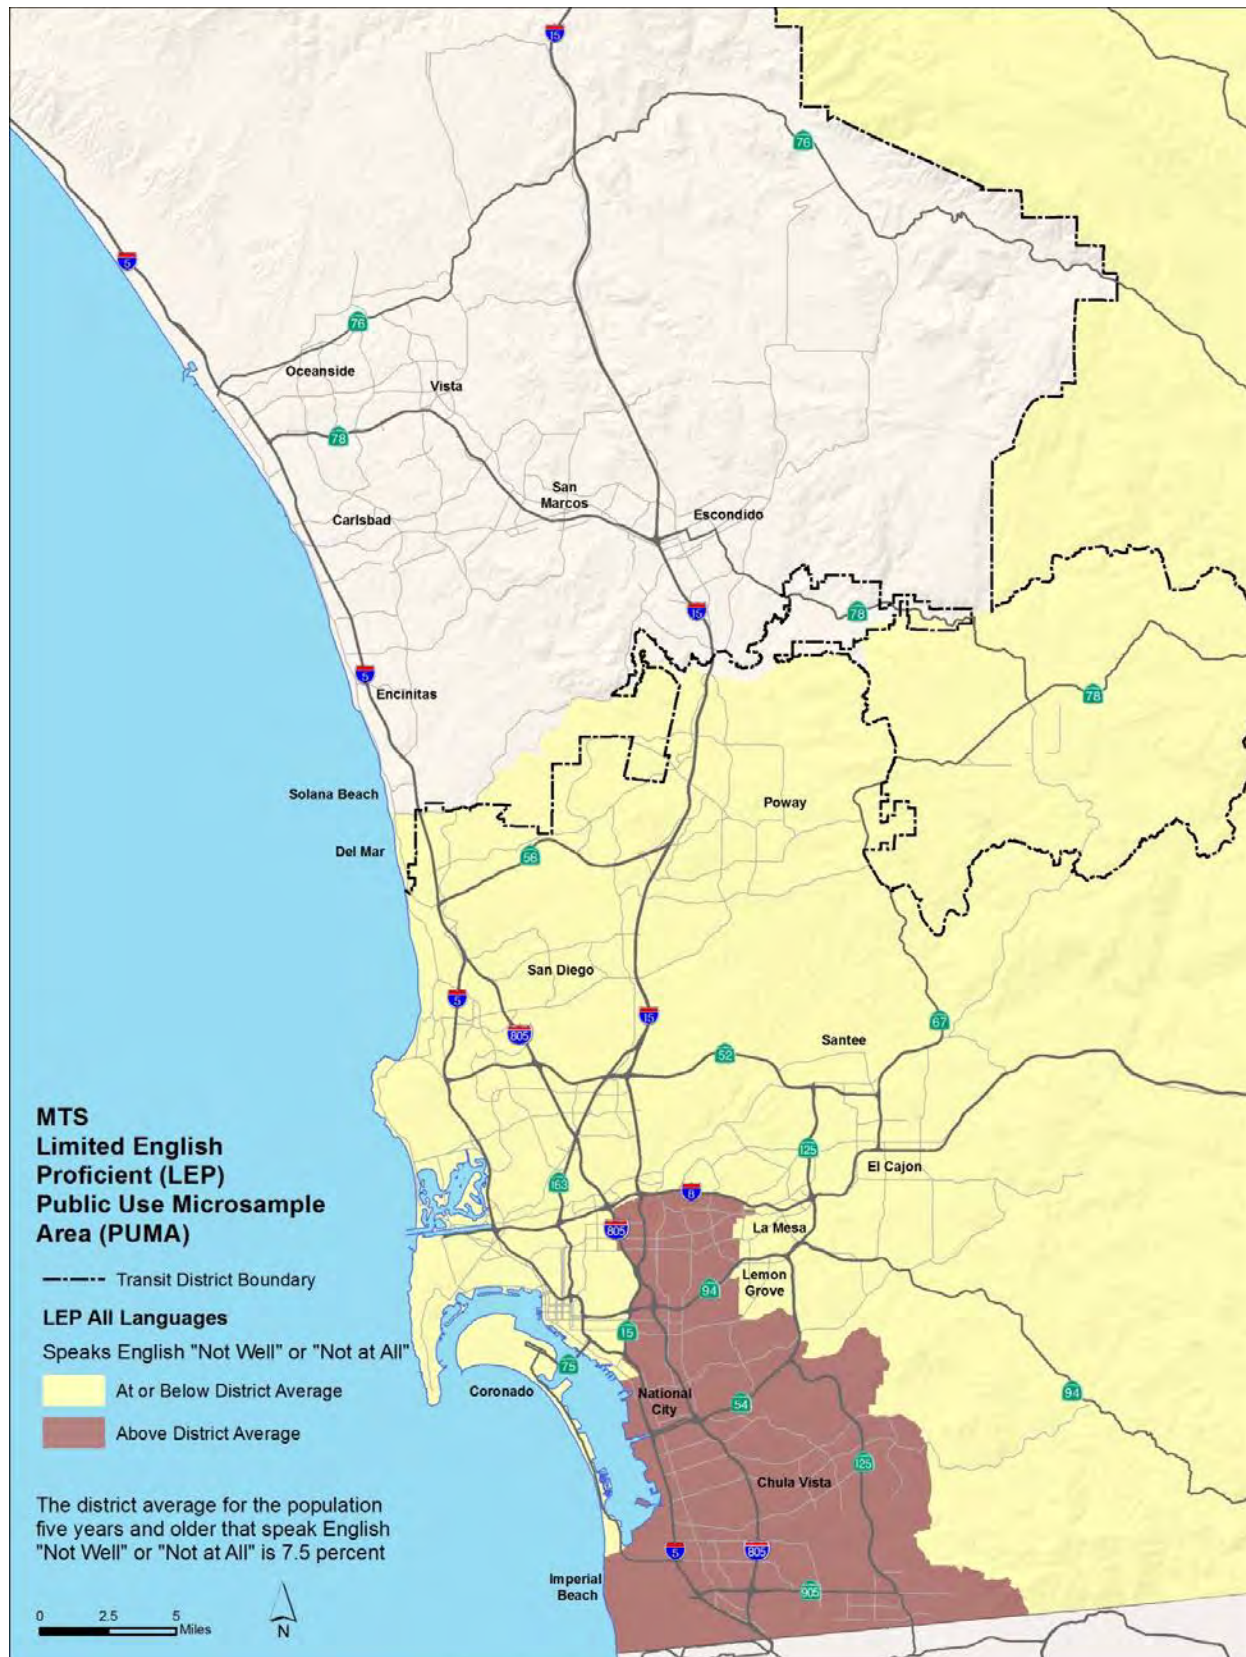 15
76
5
76
Oceanside
Vista
78
San
Marcos
Carlsbad
Escondido
15
78
5
Encinitas
78
Solana Beach
Poway
Del Mar
56
San Diego
5
15
67
805
Santee
52
MTS
Limited English
Proficient (LEP)
Public Use Microsample
Area (PUMA)
125
El Cajon
163
8
805
La Mesa
Transit District Boundary
Lemon
Grove
94
LEP All Languages
15
Speaks English "Not Well" or "Not at All"
75
At or Below District Average
Coronado
National
City
54
94
Above District Average
125
Chula Vista
The district average for the population
five years and older that speak English
"Not Well" or "Not at All" is 7.5 percent
5
805
Imperial
Beach
905
0 2.5 5
Miles
N